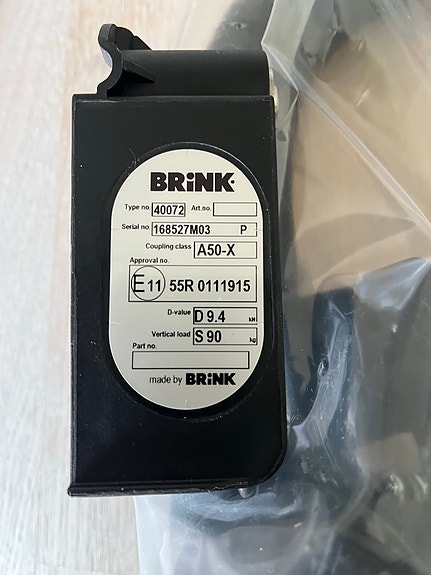 BRiNK
Type no. 40072 Art.no.
Serial no. 168527M03 P
Coupling class A50-X
Approval no.
E11 55R 0111915
D-value D 9.4 kN
Vertical load S 90 kg
Part no.
made by BRiNK